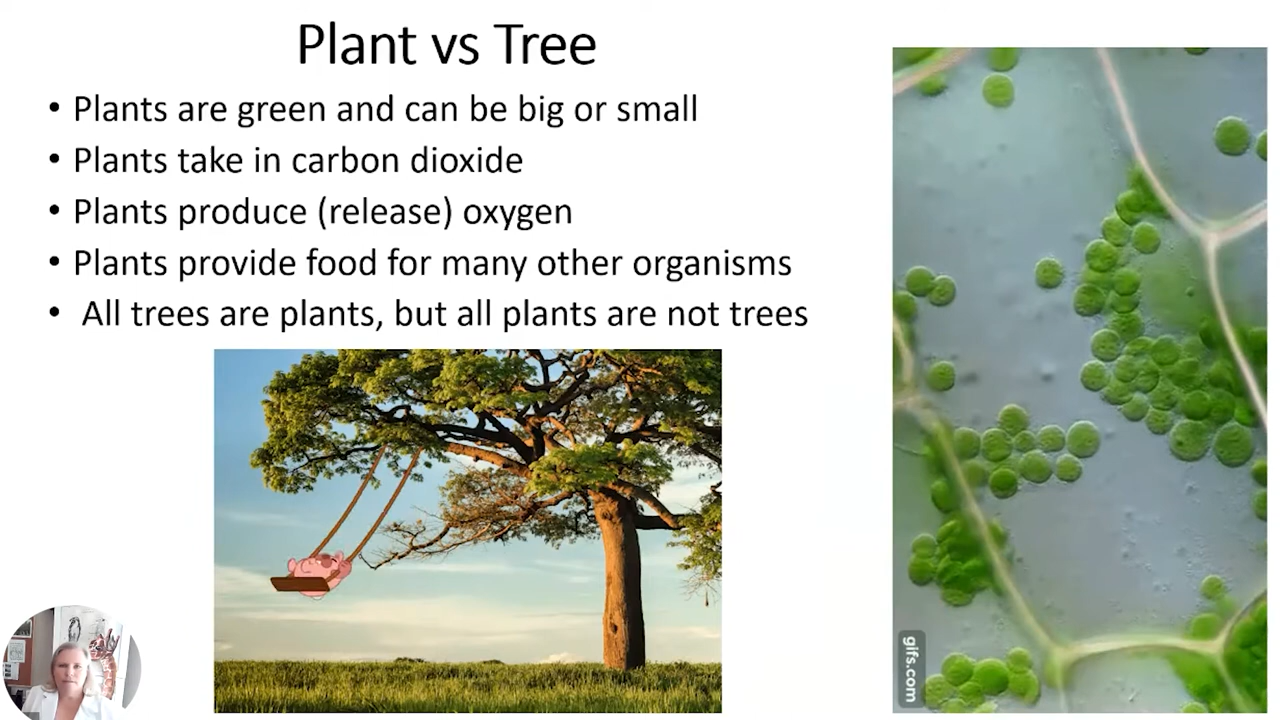 Plant vs Tree
• Plants are green and can be big or small
• Plants take in carbon dioxide
• Plants produce (release) oxygen
• Plants provide food for many other organisms
• All trees are plants, but all plants are not trees
gifs.com